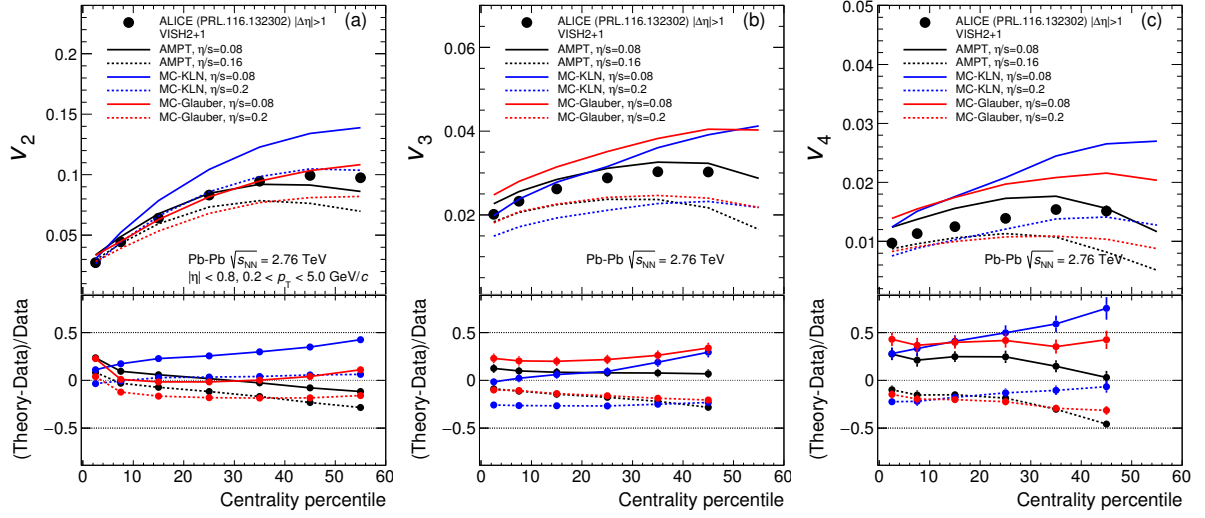 (a)
ALICE (PRL.116.132302) |Δη|>1
VISH2+1
AMPT, η/s=0.08
AMPT, η/s=0.16
MC-KLN, η/s=0.08
MC-KLN, η/s=0.2
MC-Glauber, η/s=0.08
MC-Glauber, η/s=0.2
0.2
0.15
0.1
0.05
v2
Pb-Pb √sNN = 2.76 TeV
|η| < 0.8, 0.2 < pT < 5.0 GeV/c
(Theory-Data)/Data
0.5
0
−0.5
0 10 20 30 40 50 60
Centrality percentile
(b)
ALICE (PRL.116.132302) |Δη|>1
VISH2+1
AMPT, η/s=0.08
AMPT, η/s=0.16
MC-KLN, η/s=0.08
MC-KLN, η/s=0.2
MC-Glauber, η/s=0.08
MC-Glauber, η/s=0.2
0.06
0.04
0.02
v3
Pb-Pb √sNN = 2.76 TeV
(Theory-Data)/Data
0.5
0
−0.5
0 10 20 30 40 50 60
Centrality percentile
(c)
ALICE (PRL.116.132302) |Δη|>1
VISH2+1
AMPT, η/s=0.08
AMPT, η/s=0.16
MC-KLN, η/s=0.08
MC-KLN, η/s=0.2
MC-Glauber, η/s=0.08
MC-Glauber, η/s=0.2
0.05
0.04
0.03
0.02
0.01
v4
Pb-Pb √sNN = 2.76 TeV
(Theory-Data)/Data
0.5
0
−0.5
0 10 20 30 40 50 60
Centrality percentile